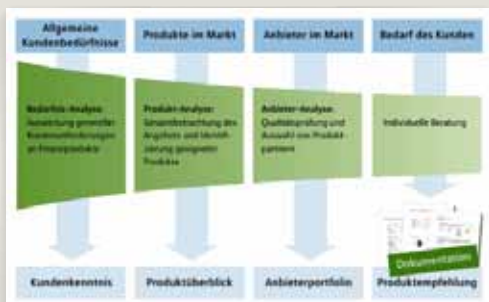 Allgemeine
Kundenbedürfnisse
Produkte im Markt
Anbieter im Markt
Bedarf des Kunden
Bedürfnis-Analyse:
Auswertung genereller
Kundenanforderungen
an Finanzprodukte
Produkt-Analyse:
Gesamtbetrachtung des
Angebots und Identifi-
zierung geeigneter
Produkte
Anbieter-Analyse:
Qualitätsprüfung und
Auswahl von Produkt-
partnern
Individuelle Beratung
Dokumentation
Kundenkenntnis
Produktüberblick
Anbieterportfolio
Produktempfehlung